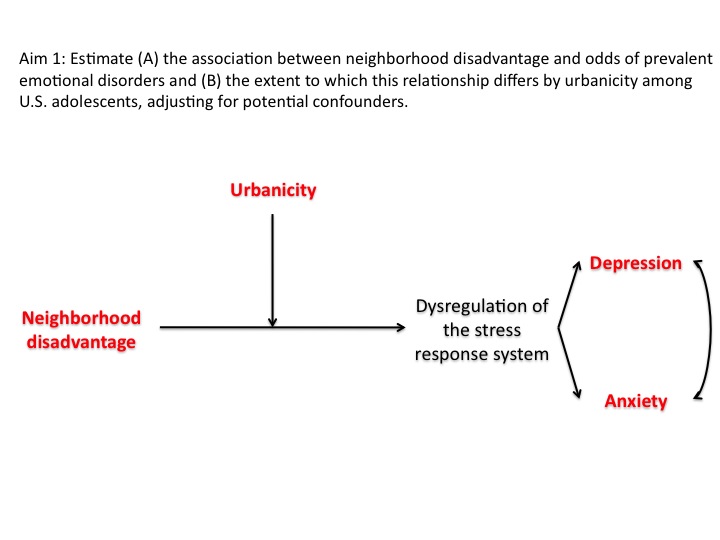 Aim 1: Estimate (A) the association between neighborhood disadvantage and odds of prevalent
emotional disorders and (B) the extent to which this relationship differs by urbanicity among
U.S. adolescents, adjusting for potential confounders.
Urbanicity
Depression
Neighborhood
disadvantage
Dysregulation of
the stress
response system
Anxiety